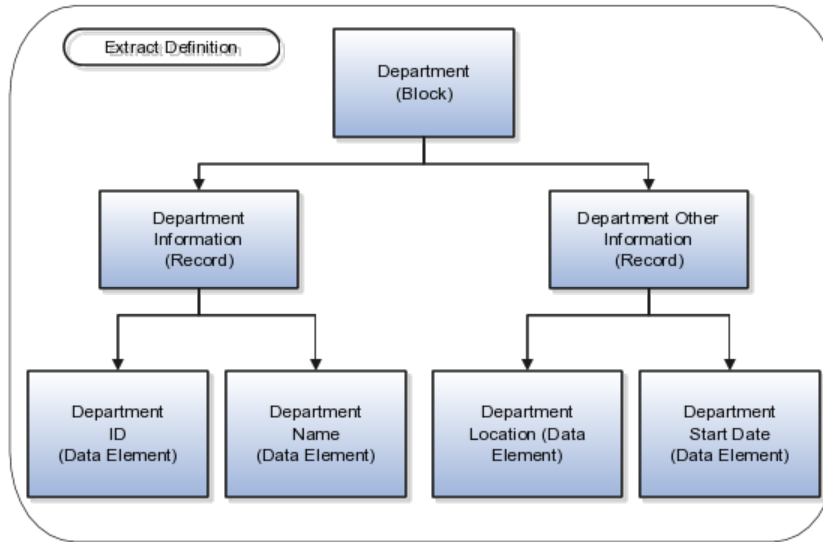 Extract Definition
Department
(Block)
Department
Information
(Record)
Department Other
Information
(Record)
Department
ID
(Data Element)
Department
Name
(Data Element)
Department
Location (Data
Element)
Department
Start Date
(Data Element)